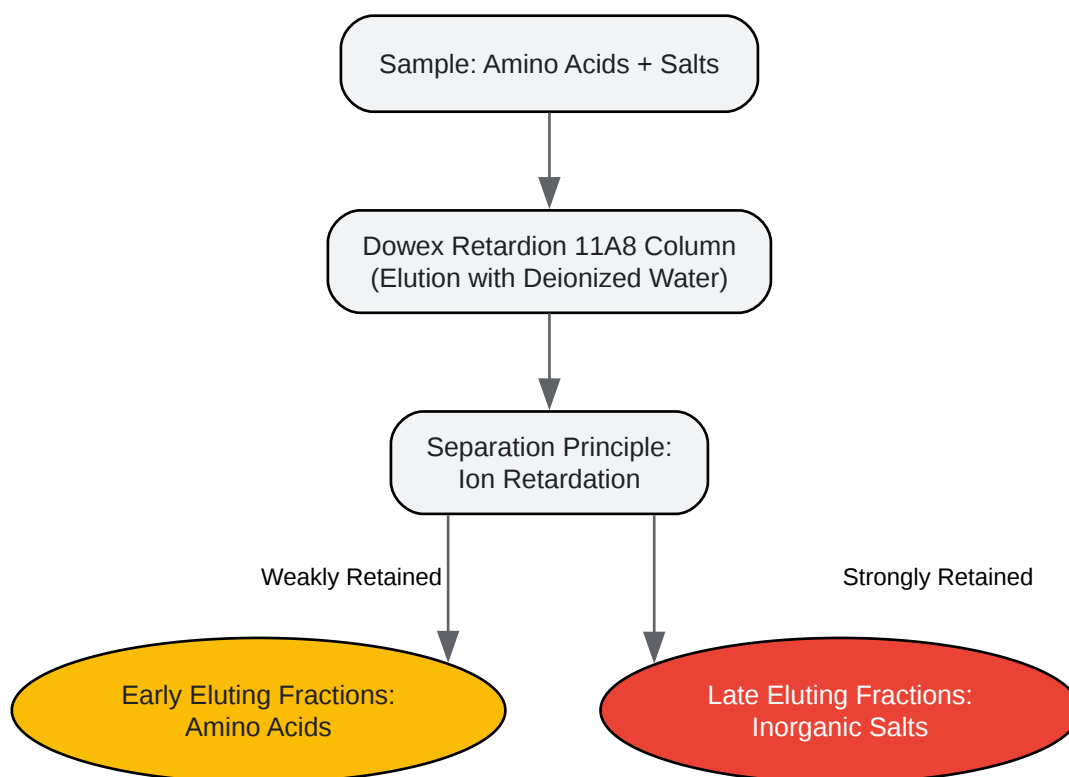 Sample: Amino Acids + Salts
Dowex Retardion 11A8 Column
(Elution with Deionized Water)
Separation Principle:
Ion Retardation
Weakly Retained
Strongly Retained
Early Eluting Fractions:
Amino Acids
Late Eluting Fractions:
Inorganic Salts